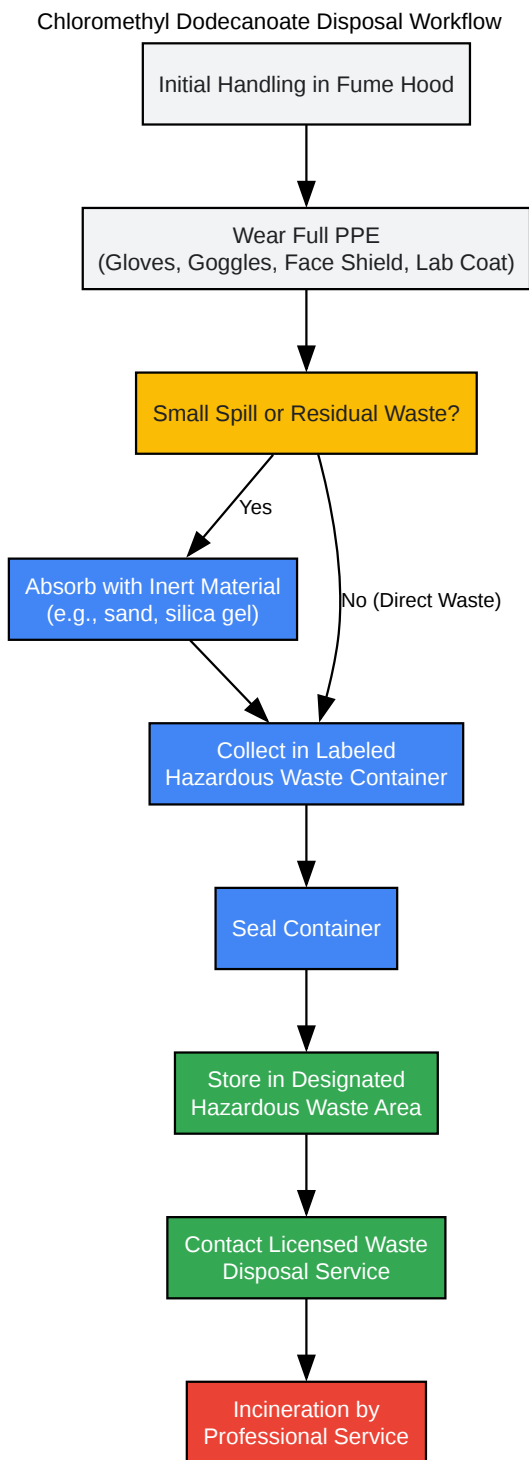 Chloromethyl Dodecanoate Disposal Workflow
Initial Handling in Fume Hood
Wear Full PPE
(Gloves, Goggles, Face Shield, Lab Coat)
Small Spill or Residual Waste?
Yes
Absorb with Inert Material
(e.g., sand, silica gel)
No (Direct Waste)
Collect in Labeled
Hazardous Waste Container
Seal Container
Store in Designated
Hazardous Waste Area
Contact Licensed Waste
Disposal Service
Incineration by
Professional Service